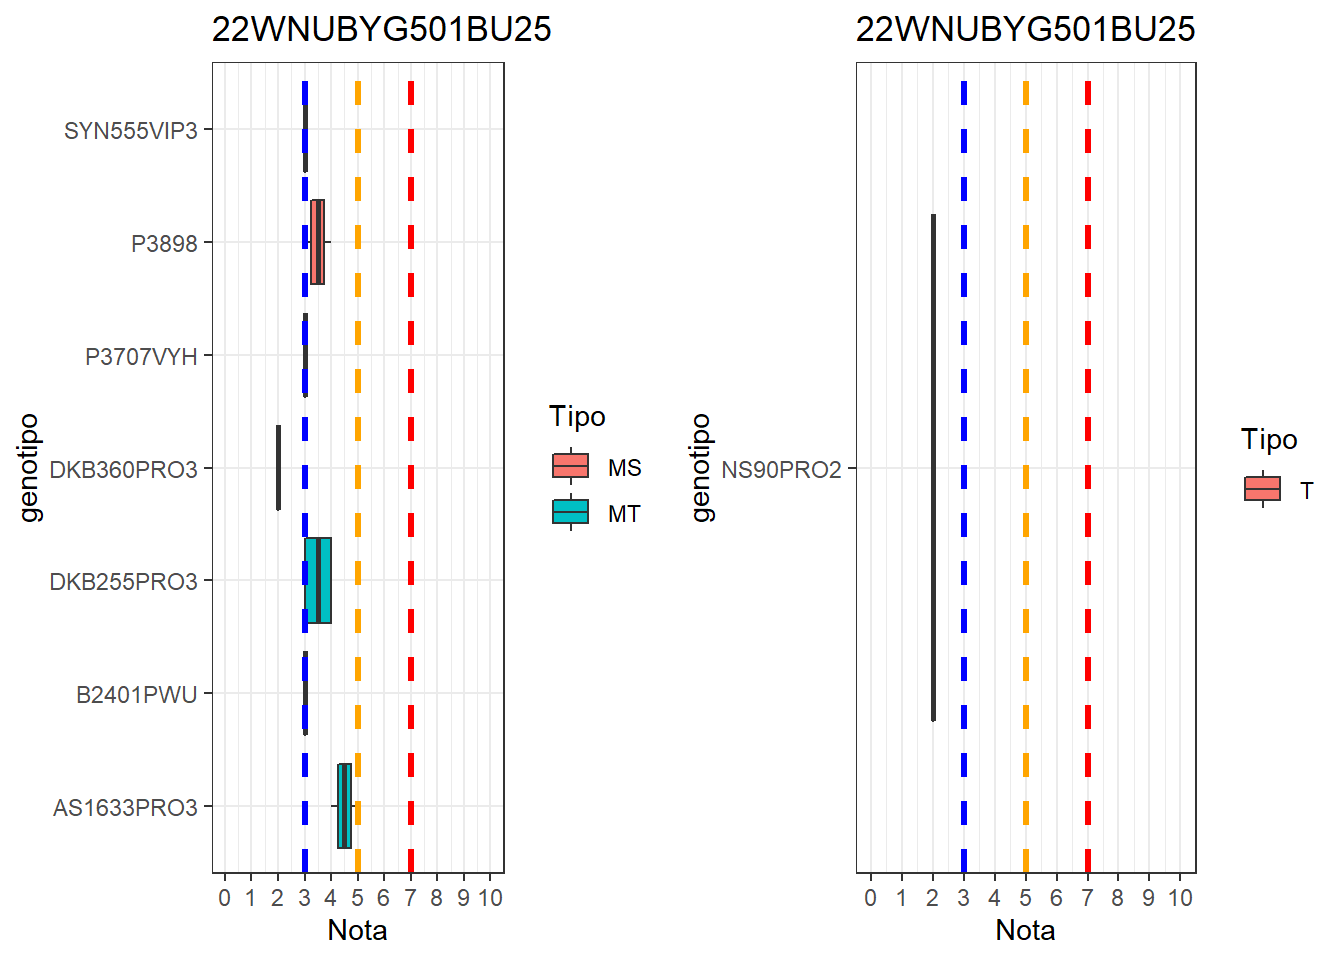 22WNUBYG501BU25
SYN555VIP3
P3898
P3707VYH
DKB360PRO3
DKB255PRO3
B2401PWU
AS1633PRO3
genotipo
0 1 2 3 4 5 6 7 8 9 10
Nota
Tipo
MS
MT
22WNUBYG501BU25
NS90PRO2
genotipo
0 1 2 3 4 5 6 7 8 9 10
Nota
Tipo
T